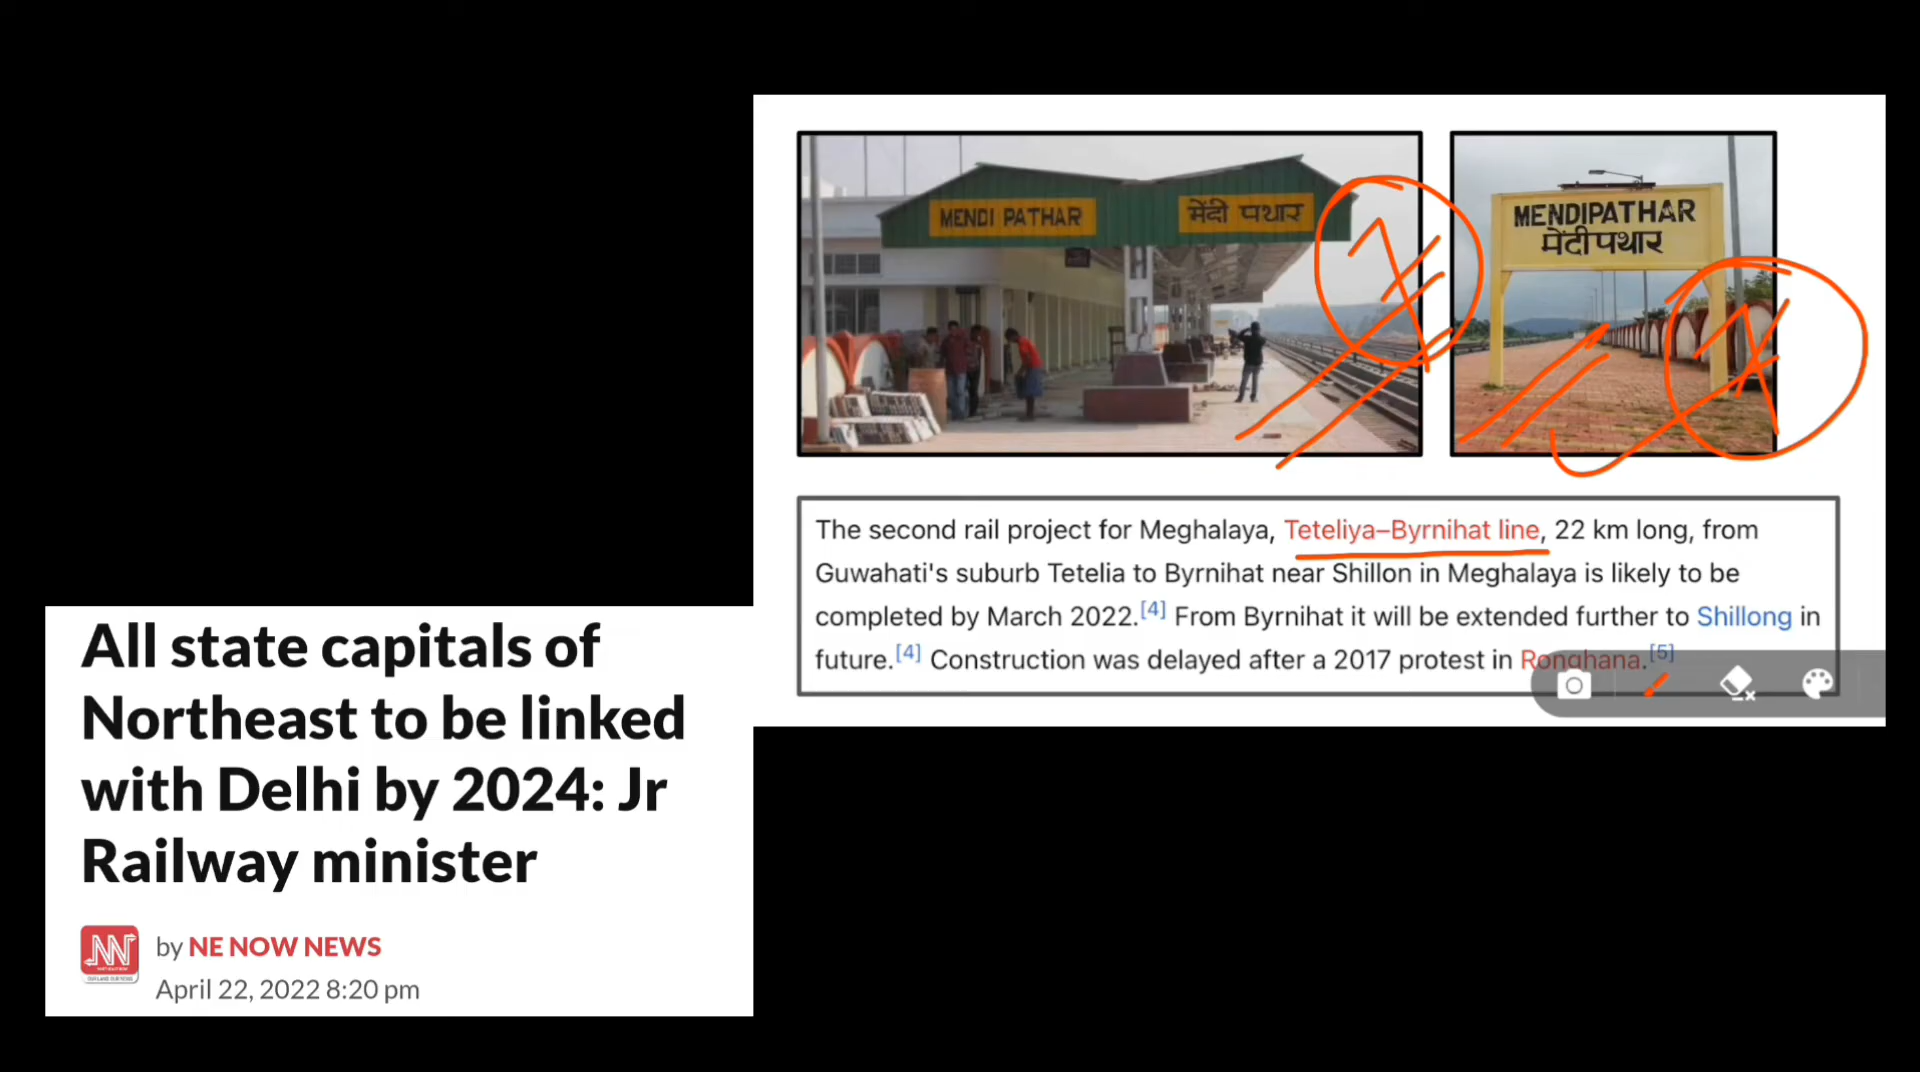 MENDI PATHAR
मेंदी पथार
MENDIPATHAR
मेंदीपथार
The second rail project for Meghalaya, Teteliya–Byrnihat line, 22 km long, from
Guwahati's suburb Tetelia to Byrnihat near Shillon in Meghalaya is likely to be
completed by March 2022.[4] From Byrnihat it will be extended further to Shillong in
future.[4] Construction was delayed after a 2017 protest in Ronghana.[5]
All state capitals of
Northeast to be linked
with Delhi by 2024: Jr
Railway minister
by NE NOW NEWS
April 22, 2022 8:20 pm